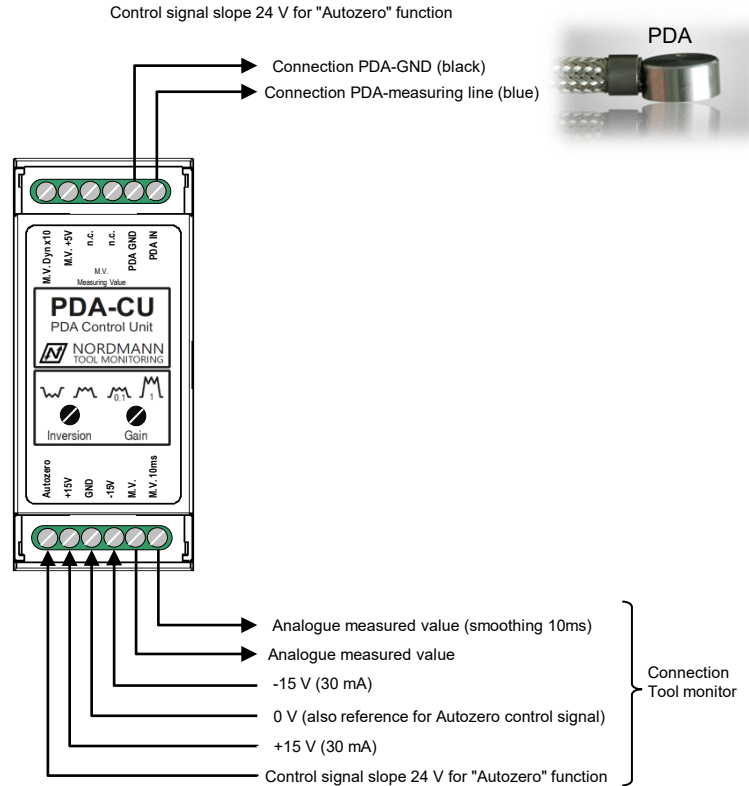 Control signal slope 24 V for "Autozero" function
PDA
Connection PDA-GND (black)
Connection PDA-measuring line (blue)
M.V. Dyn x10
M.V. +5V
n.c.
n.c.
PDA GND
PDA IN
M.V.
Measuring Value
PDA-CU
PDA Control Unit
NORDMANN
TOOL MONITORING
0.1
1
Inversion
Gain
Autozero
+15V
GND
-15V
M.V.
M.V. 10ms
Analogue measured value (smoothing 10ms)
Analogue measured value
-15 V (30 mA)
0 V (also reference for Autozero control signal)
+15 V (30 mA)
Control signal slope 24 V for "Autozero" function
Connection
Tool monitor